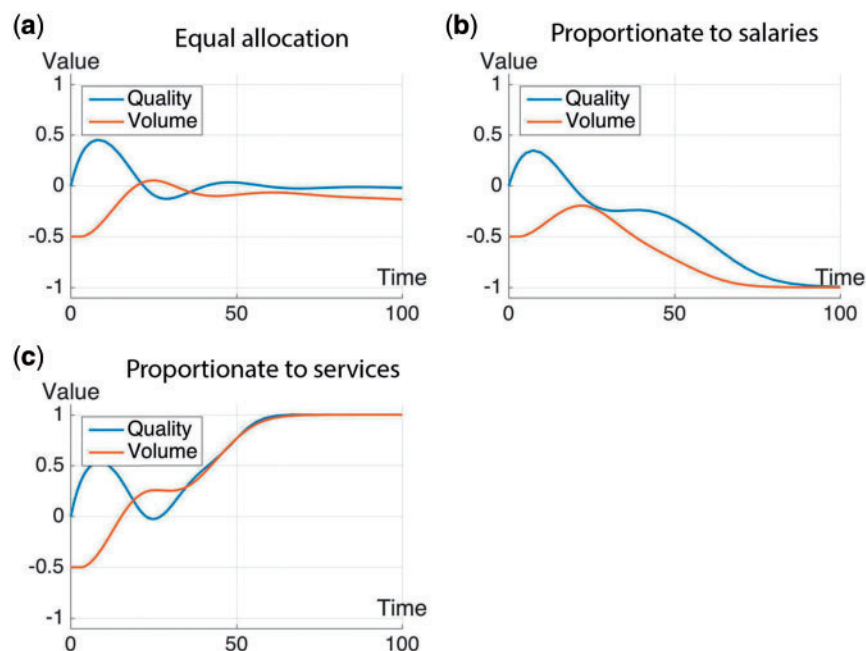 (a)
Equal allocation
Value
1
Quality
Volume
0.5
0
-0.5
-1
Time
0 50 100
(b)
Proportionate to salaries
Value
1
Quality
Volume
0.5
0
-0.5
-1
Time
0 50 100
(c)
Proportionate to services
Value
1
Quality
Volume
0.5
0
-0.5
-1
Time
0 50 100